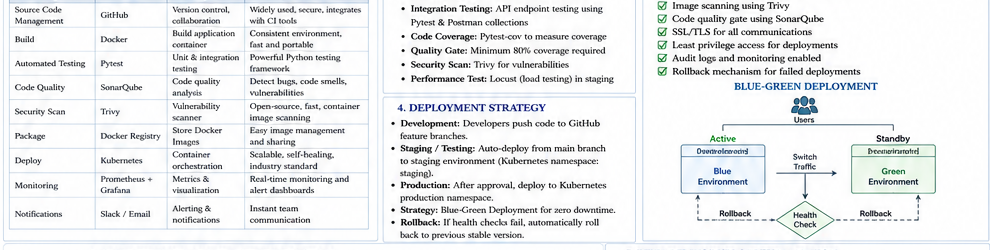 Source Code Management GitHub Version control, collaboration Widely used, secure, integrates with CI tools
Build Docker Build application container Consistent environment, fast and portable
Automated Testing Pytest Unit & integration testing Powerful Python testing framework
Code Quality SonarQube Code quality analysis Detect bugs, code smells, vulnerabilities
Security Scan Trivy Vulnerability scanner Open-source, fast, container image scanning
Package Docker Registry Store Docker Images Easy image management and sharing
Deploy Kubernetes Container orchestration Scalable, self-healing, industry standard
Monitoring Prometheus + Grafana Metrics & visualization Real-time monitoring and alert dashboards
Notifications Slack / Email Alerting & notifications Instant team communication
• Integration Testing: API endpoint testing using
Pytest & Postman collections
• Code Coverage: Pytest-cov to measure coverage
• Quality Gate: Minimum 80% coverage required
• Security Scan: Trivy for vulnerabilities
• Performance Test: Locust (load testing) in staging
4. DEPLOYMENT STRATEGY
• Development: Developers push code to GitHub
feature branches.
• Staging / Testing: Auto-deploy from main branch
to staging environment (Kubernetes namespace:
staging).
• Production: After approval, deploy to Kubernetes
production namespace.
• Strategy: Blue-Green Deployment for zero downtime.
• Rollback: If health checks fail, automatically roll
back to previous stable version.
Image scanning using Trivy
Code quality gate using SonarQube
SSL/TLS for all communications
Least privilege access for deployments
Audit logs and monitoring enabled
Rollback mechanism for failed deployments
BLUE-GREEN DEPLOYMENT
Users
Active
Standby
Blue
Environment
Switch
Traffic
Green
Environment
Rollback
Health
Check
Rollback